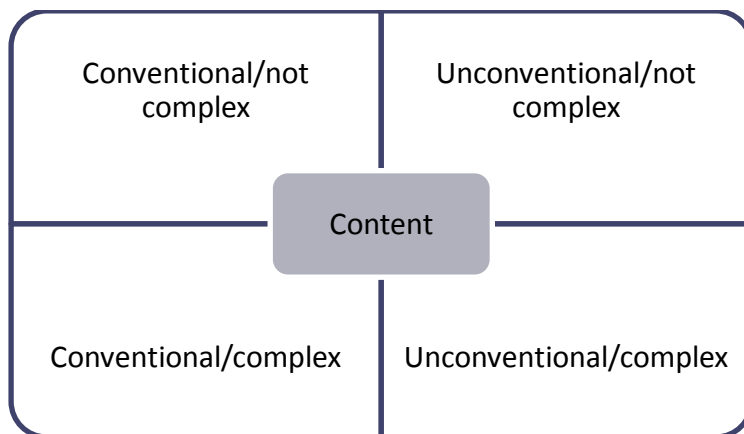 Conventional/not
complex
Unconventional/not
complex
Content
Conventional/complex
Unconventional/complex